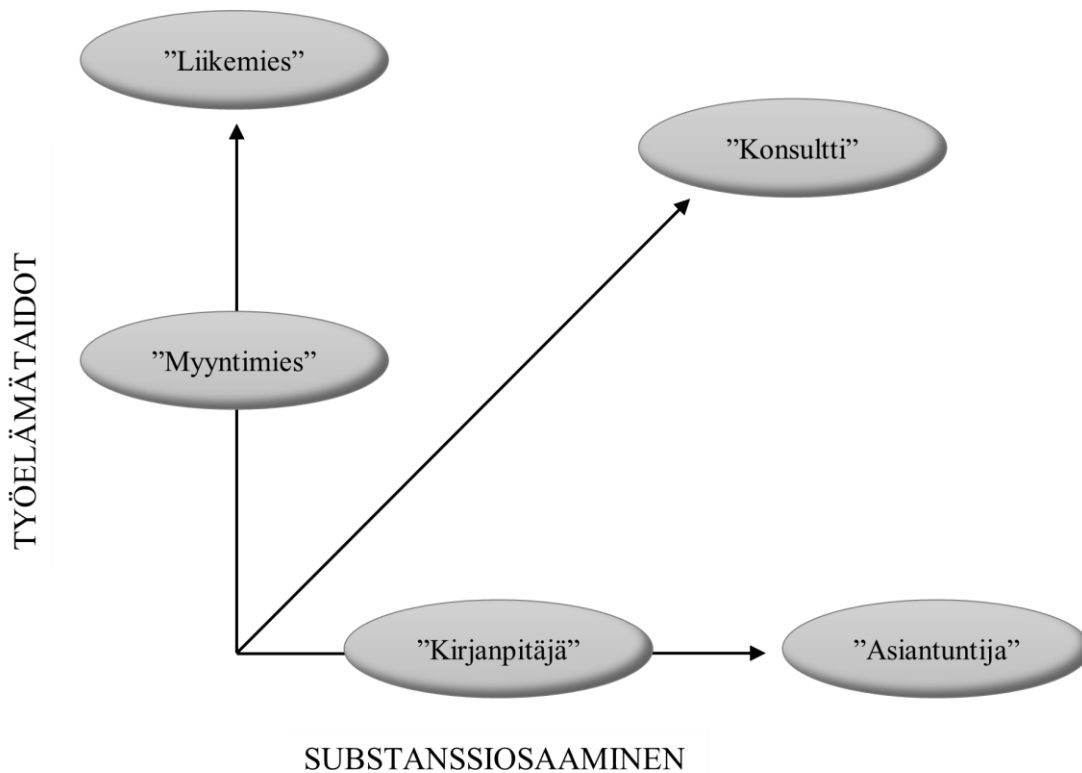 ”Liikemies”
”Konsultti”
”Myyntimies”
TYÖELÄMÄTAIDOT
”Kirjanpitäjä”
”Asiantuntija”
SUBSTANSSIOSAAMINEN